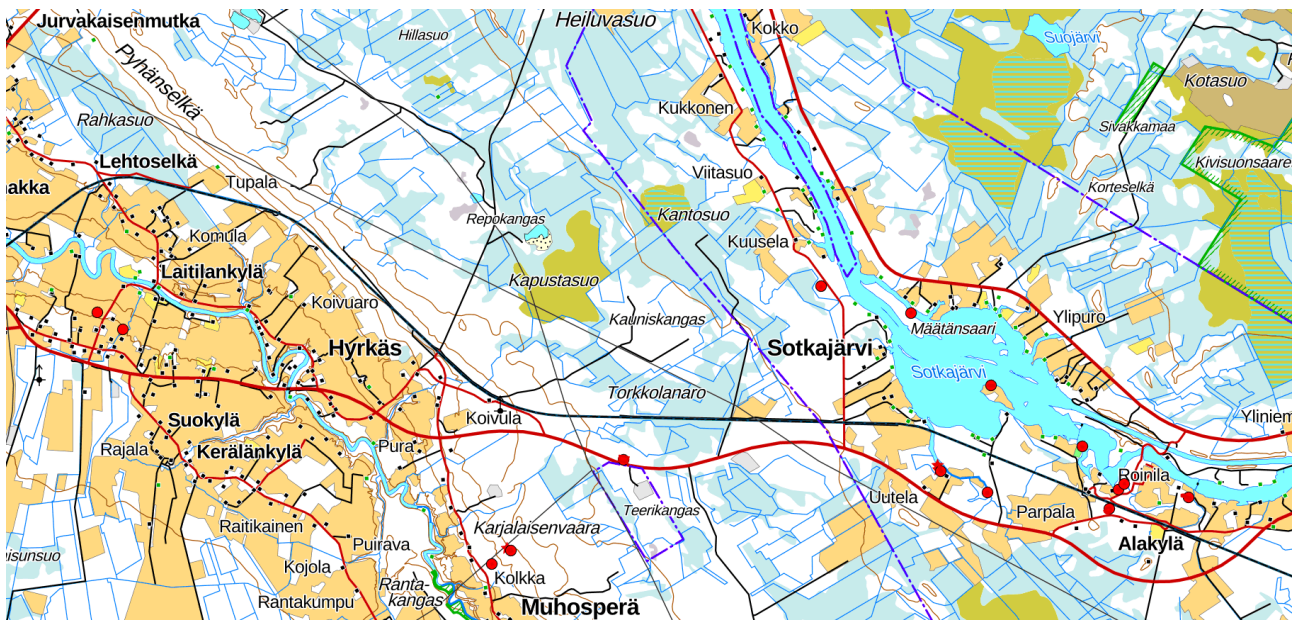 Jurvakaisenmutka
Heiluvasuo
Kokko
Hillasuo
Suojärvi
Pyhänselkä
Kotasuo
Kukkonen
Rahkasuo
Sivakkamaa
Lehtoselkä
Kivisuonsaare
Viitasuo
Tupala
akka
Korteselkä
Repokangas
Kantosuo
Komula
Kuusela
Laitilankylä
Kapustasuo
Koivuaro
Kauniskangas
Määtänsaari
Ylipuro
Hyrkäs
Sotkajärvi
Sotkajärvi
Torkkolanaro
Koivula
Suokylä
Yliniem
Rajala
Kerälänkylä
Pura
Roinila
Uutela
Parpala
Teerikangas
Raitikainen
Karjalaisenvaara
Puirava
Alakylä
isunsuo
Kojola
Kolkka
Ranta-
kangas
Rantakumpu
Muhosperä